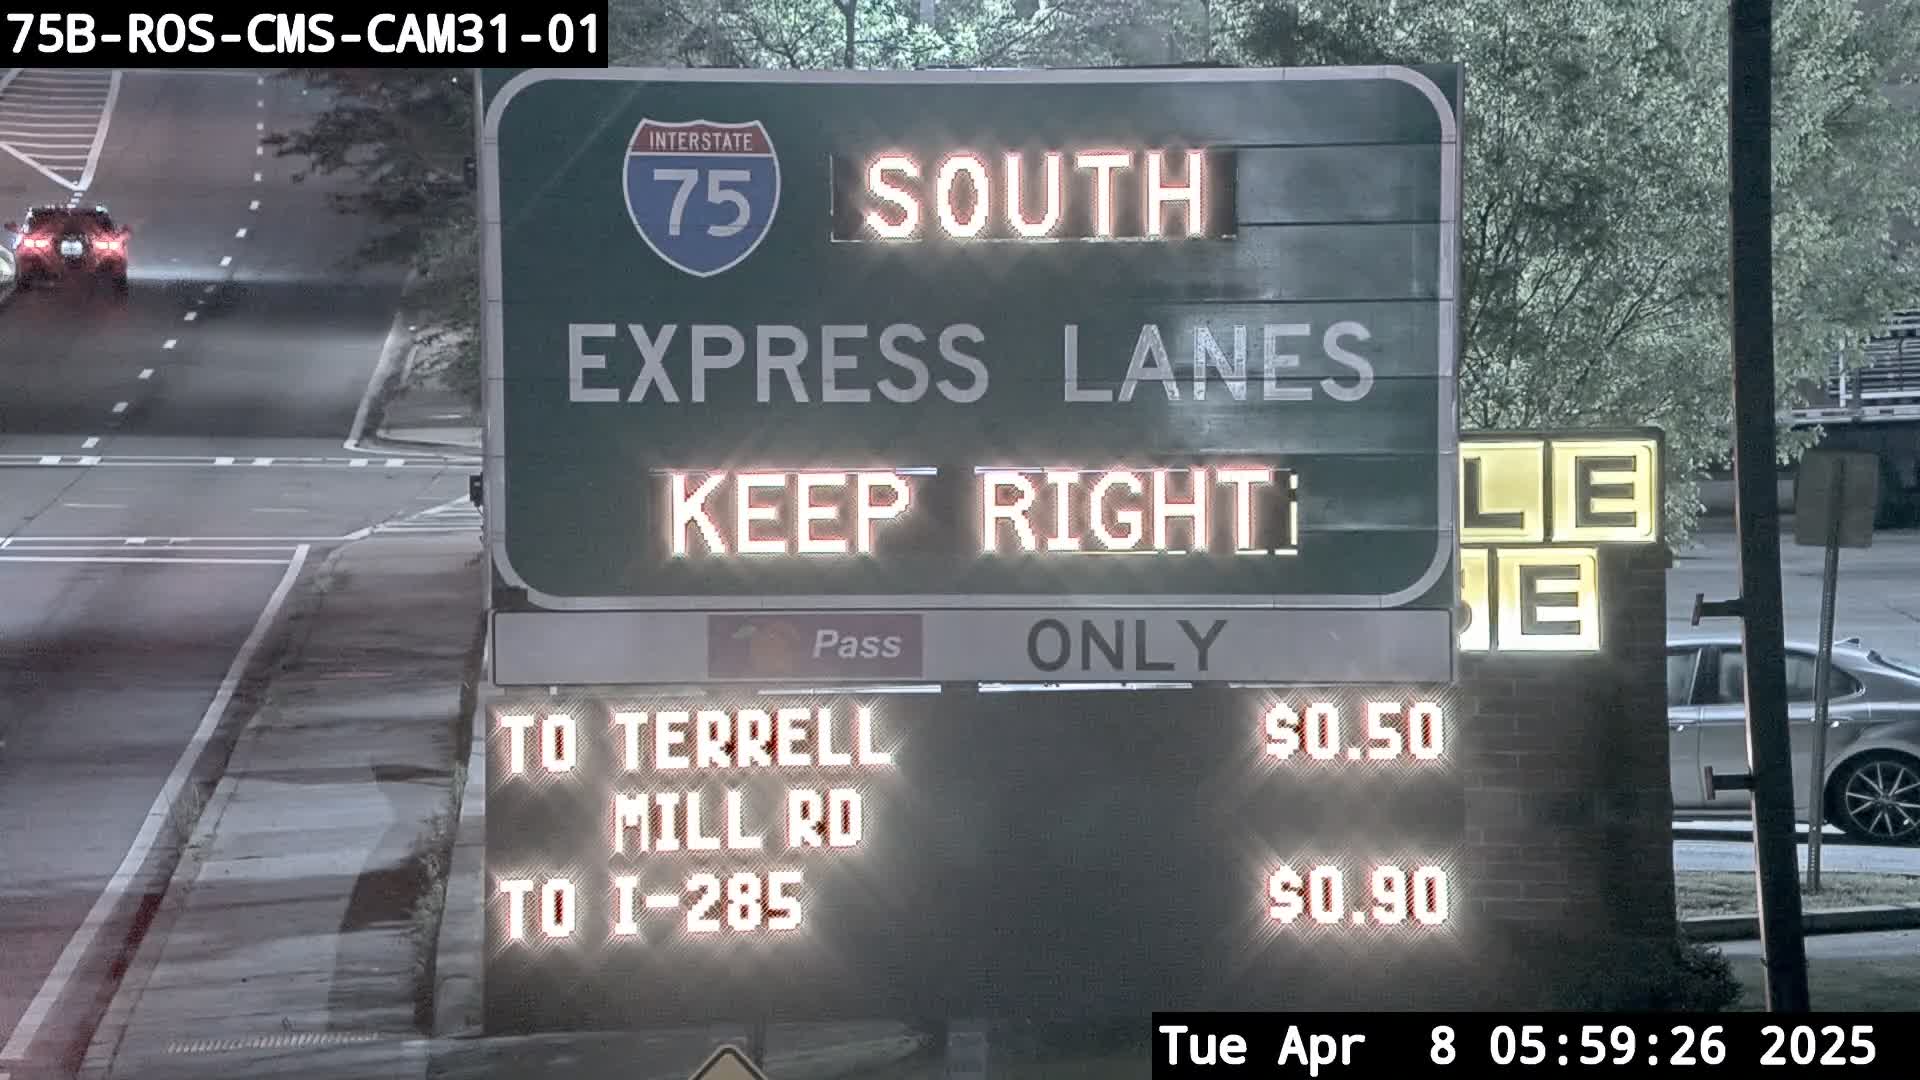 75B-ROS-CMS-CAM31-01
INTERSTATE
75
SOUTH
EXPRESS LANES
KEEP RIGHT
Pass ONLY
TO TERRELL $0.50
MILL RD
TO I-285 $0.90
Tue Apr 8 05:59:26 2025